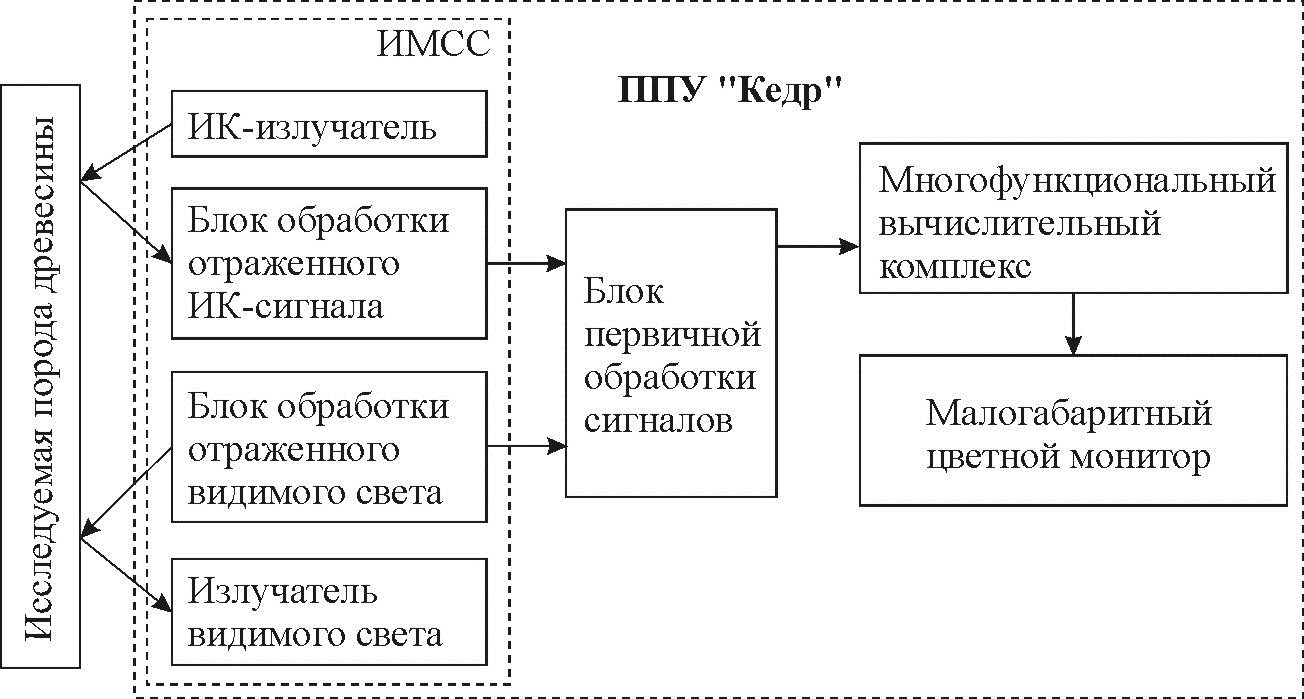 ИМСС
ППУ "Кедр"
Исследуемая порода древесины
ИК-излучатель
Блок обработки
отраженного
ИК-сигнала
Блок обработки
отраженного
видимого света
Излучатель
видимого света
Блок
первичной
обработки
сигналов
Многофункциональный
вычислительный
комплекс
Малогабаритный
цветной монитор